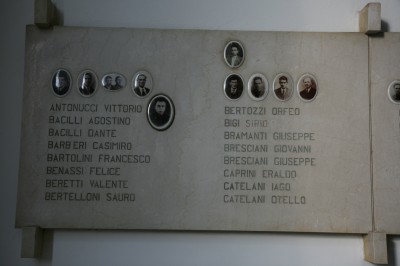 ANTONUCCI VITTORIO
BACILLI AGOSTINO
BACILLI DANTE
BARBERI CASIMIRO
BARTOLINI FRANCESCO
BENASSI FELICE
BERETTI VALENTE
BERTELLONI SAURO
BERTOZZI ORFEO
BIGI SIRIO
BRAMANTI GIUSEPPE
BRESCIANI GIOVANNI
BRESCIANI GIUSEPPE
CAPRINI ERALDO
CATELANI IAGO
CATELANI OTELLO